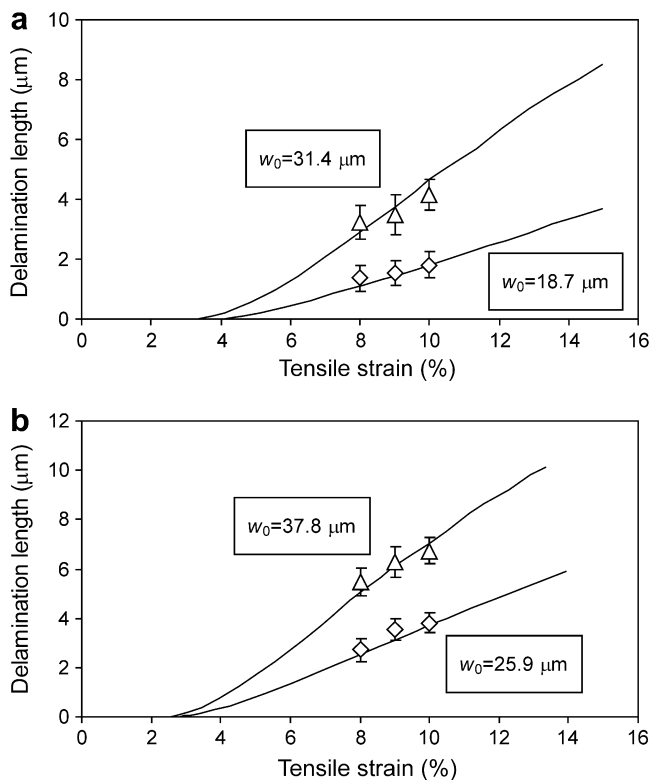 a
10
8
6
4
2
0
Delamination length (μm)
w0=31.4 μm
w0=18.7 μm
0 2 4 6 8 10 12 14 16
Tensile strain (%)
b
12
10
8
6
4
2
0
Delamination length (μm)
w0=37.8 μm
w0=25.9 μm
0 2 4 6 8 10 12 14 16
Tensile strain (%)